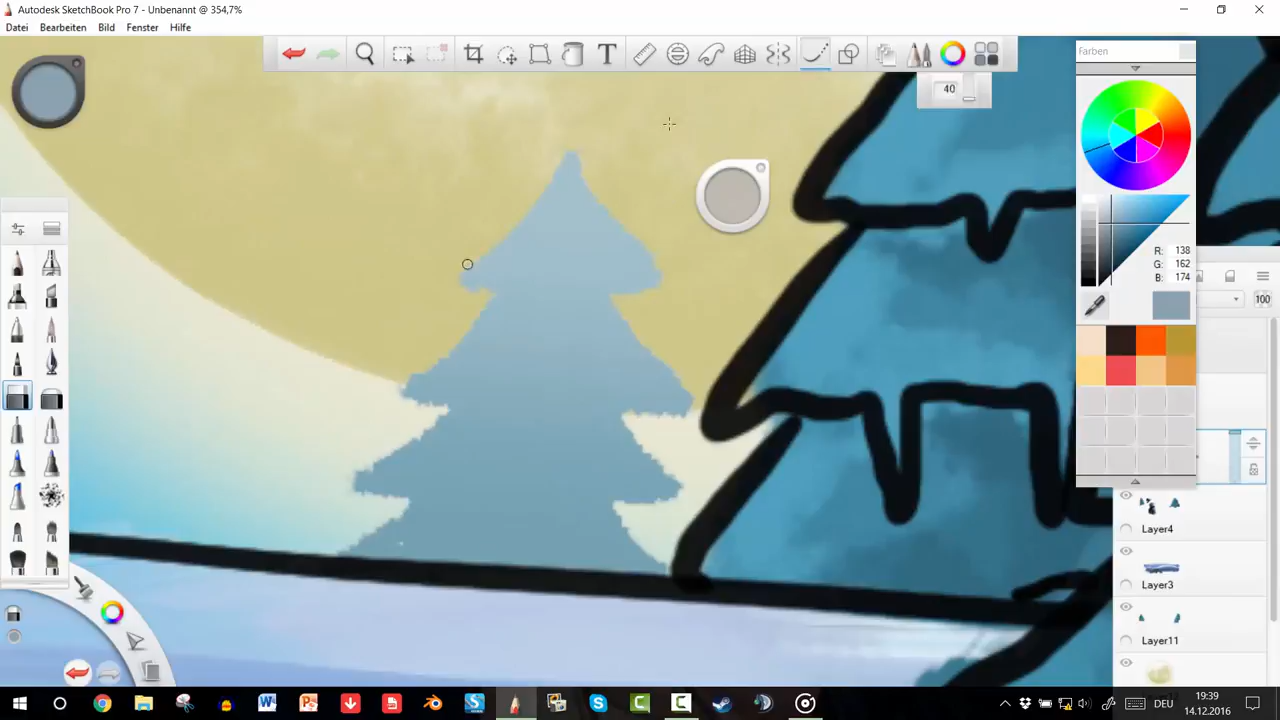 Autodesk SketchBook Pro 7 - Unbenannt @ 354,7%
Datei Bearbeiten Bild Fenster Hilfe
T
40
Farben
R: 138
G: 162
B: 174
100
Layer4
Layer3
Layer11
DEU
19:39
14.12.2016